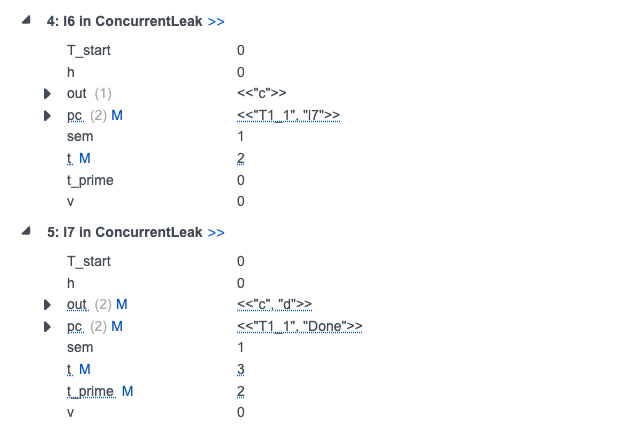 4: l6 in ConcurrentLeak >>
T_start 0
h 0
out (1) <<"c">>
pc (2) M <<"T1_1", "l7">>
sem 1
t M 2
t_prime 0
v 0
5: l7 in ConcurrentLeak >>
T_start 0
h 0
out (2) M <<"c", "d">>
pc (2) M <<"T1_1", "Done">>
sem 1
t M 3
t_prime M 2
v 0